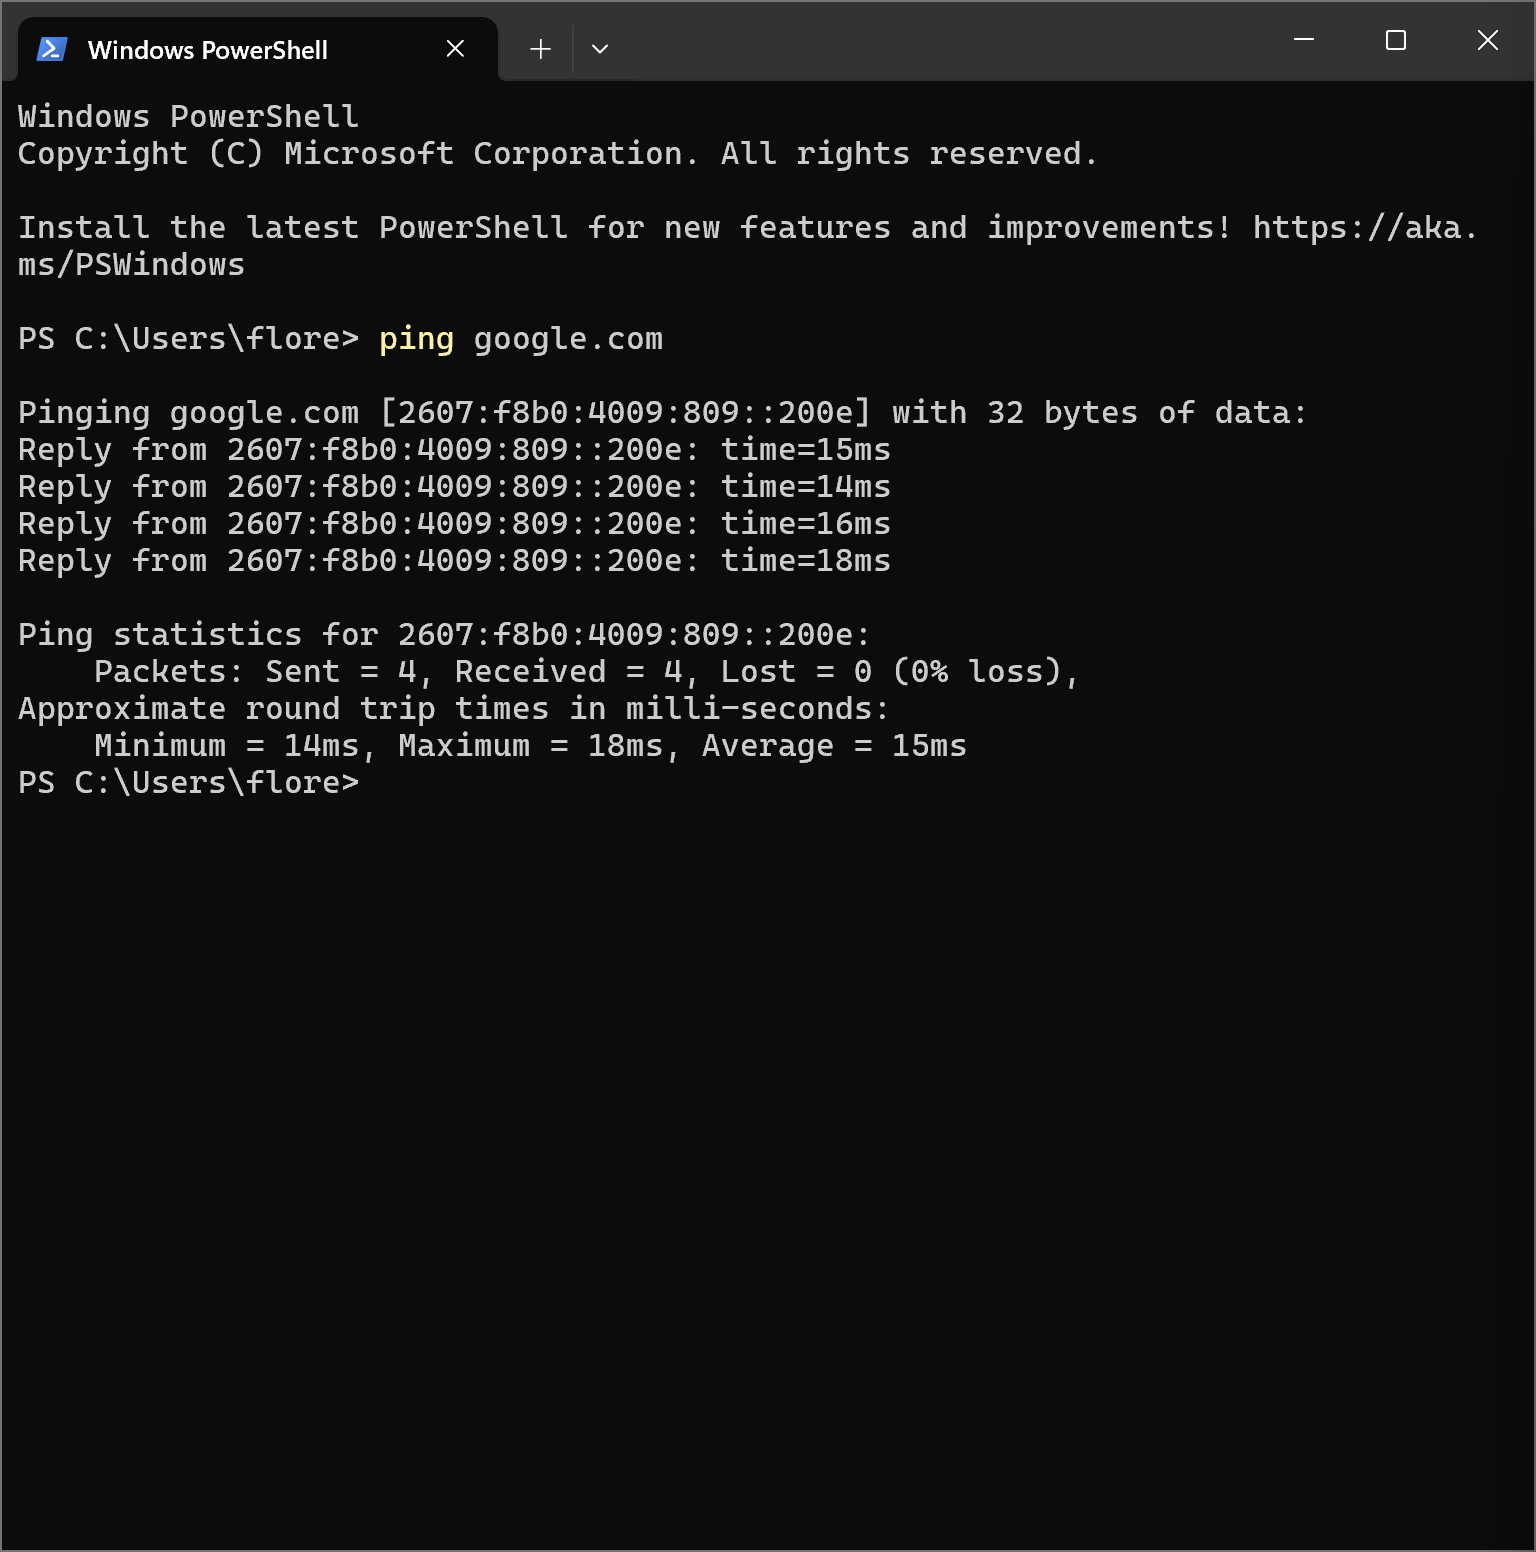 Windows PowerShell
Windows PowerShell
Copyright (C) Microsoft Corporation. All rights reserved.
Install the latest PowerShell for new features and improvements! https://aka.
ms/PSWindows
PS C:\Users\flore> ping google.com
Pinging google.com [2607:f8b0:4009:809::200e] with 32 bytes of data:
Reply from 2607:f8b0:4009:809::200e: time=15ms
Reply from 2607:f8b0:4009:809::200e: time=14ms
Reply from 2607:f8b0:4009:809::200e: time=16ms
Reply from 2607:f8b0:4009:809::200e: time=18ms
Ping statistics for 2607:f8b0:4009:809::200e:
    Packets: Sent = 4, Received = 4, Lost = 0 (0% loss),
Approximate round trip times in milli-seconds:
    Minimum = 14ms, Maximum = 18ms, Average = 15ms
PS C:\Users\flore>